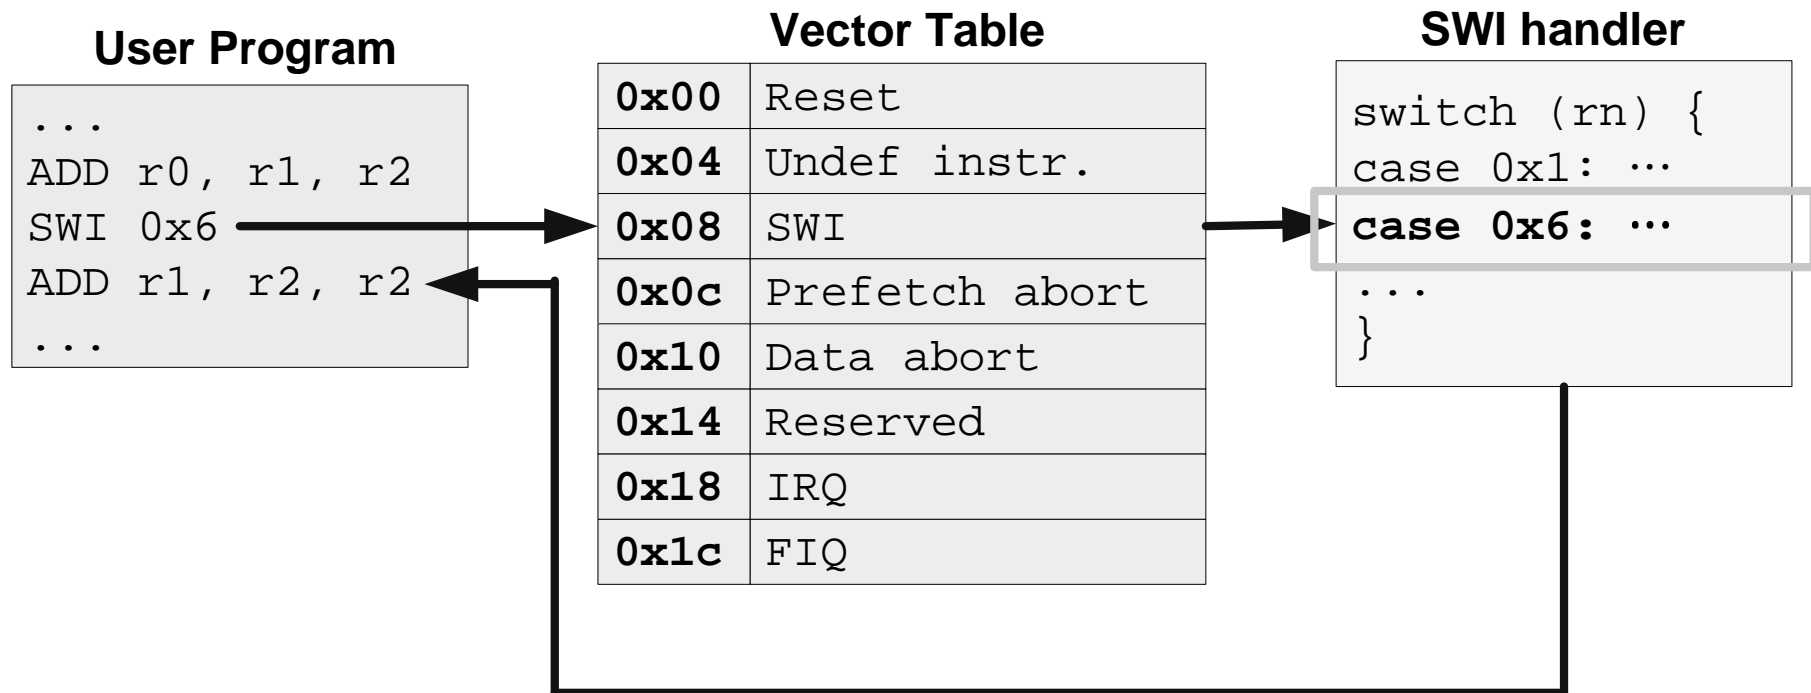 User Program
...
ADD r0, r1, r2
SWI 0x6
ADD r1, r2, r2
...
Vector Table
0x00 Reset
0x04 Undef instr.
0x08 SWI
0x0c Prefetch abort
0x10 Data abort
0x14 Reserved
0x18 IRQ
0x1c FIQ
SWI handler
switch (rn) {
case 0x1: …
case 0x6: …
...
}